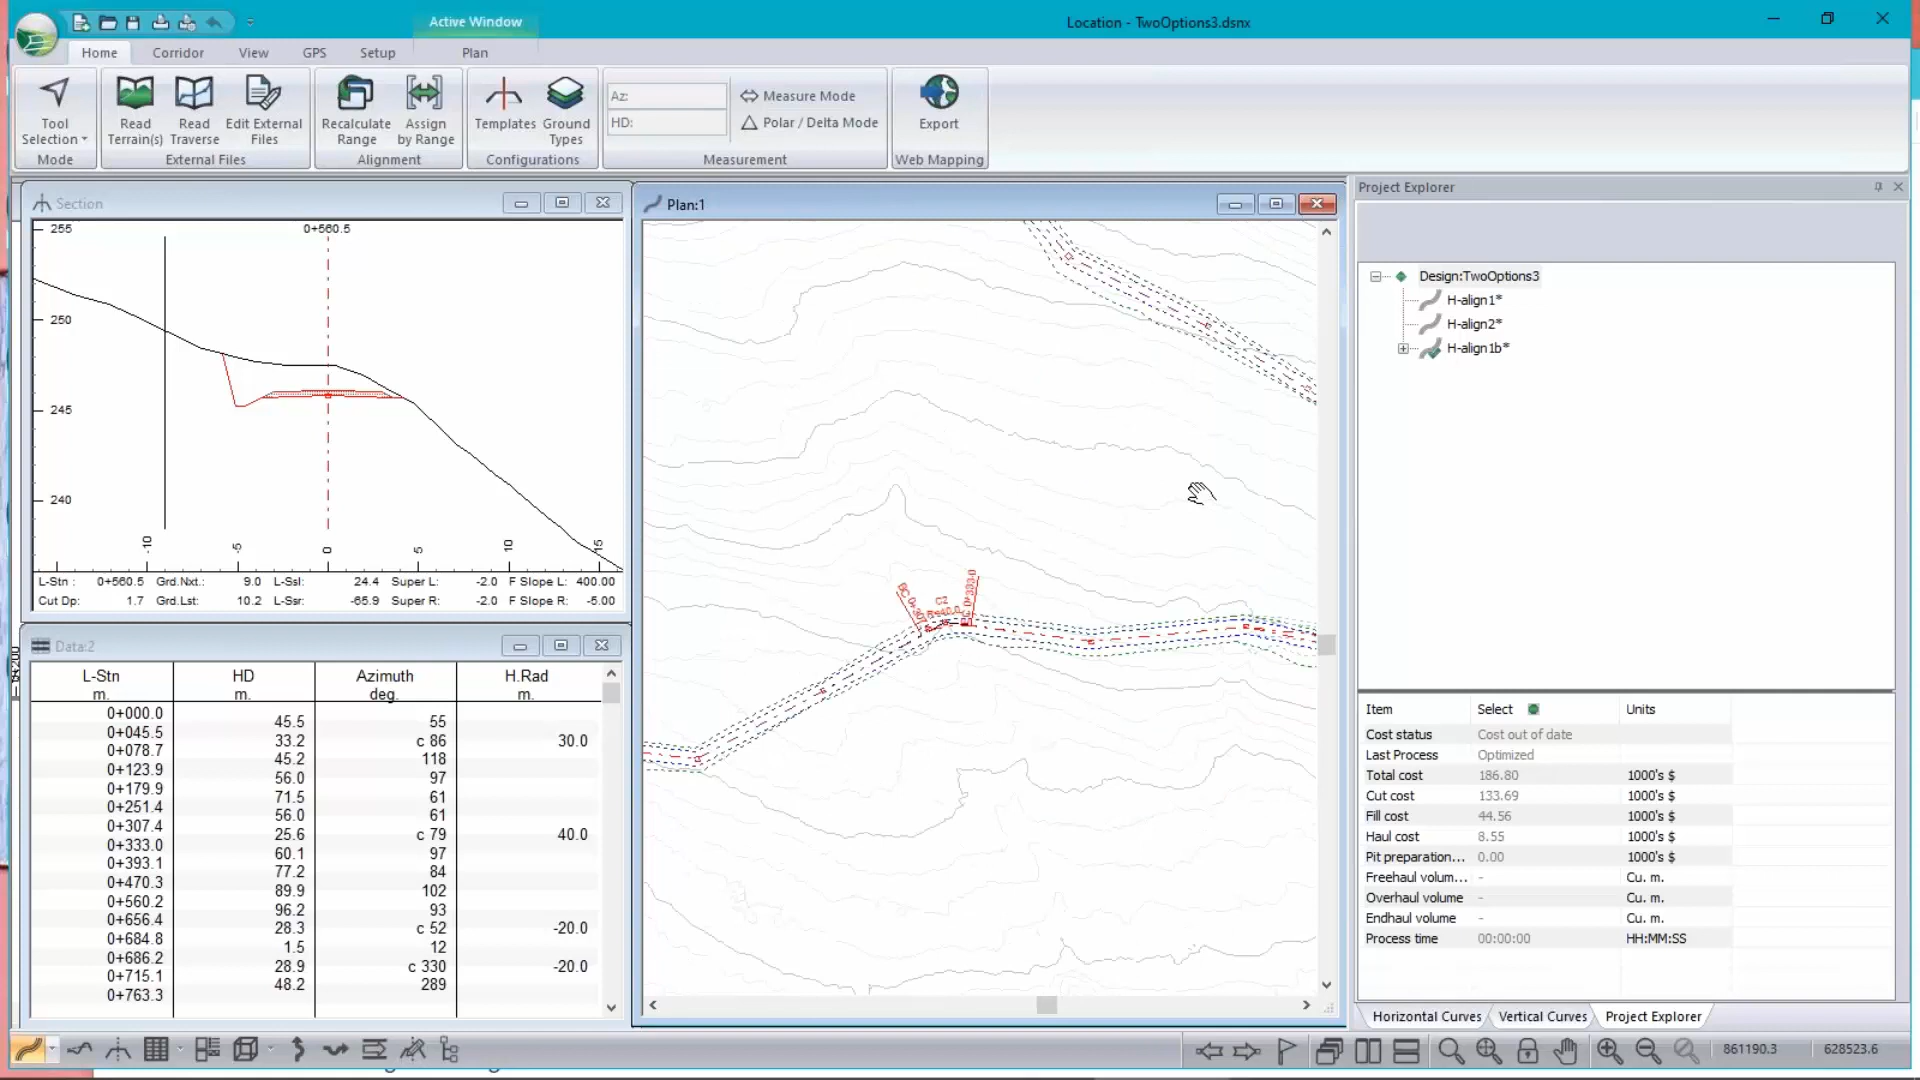 Active Window
Location - TwoOptions3.dsnx
Home
Corridor
View
GPS
Setup
Plan
Tool Selection
Mode
Read Terrain(s)
Read Traverse
Edit External Files
External Files
Recalculate Range
Assign by Range
Alignment
Templates
Ground Types
Configurations
Az:
HD:
Measure Mode
Polar / Delta Mode
Measurement
Export
Web Mapping
Section
0+560.5
255
250
245
240
-10
-5
0
5
10
15
L-Stn : 0+560.5 Grd.Nxt.: 9.0 L-Ssl: 24.4 Super L: -2.0 F Slope L: 400.00
Cut Dp: 1.7 Grd.Lst: 10.2 L-Ssr: -65.9 Super R: -2.0 F Slope R: -5.00
Data:2
L-Stn HD Azimuth H.Rad
m. m. deg. m.
0+000.0
45.5 55
0+045.5
33.2 c 86 30.0
0+078.7
45.2 118
0+123.9
56.0 97
0+179.9
71.5 61
0+251.4
56.0 61
0+307.4
25.6 c 79 40.0
0+333.0
60.1 97
0+393.1
77.2 84
0+470.3
89.9 102
0+560.2
96.2 93
0+656.4
28.3 c 52 -20.0
0+684.8
1.5 12
0+686.2
28.9 c 330 -20.0
0+715.1
48.2 289
0+763.3
Plan:1
C2
Project Explorer
Design:TwoOptions3
H-align1*
H-align2*
H-align1b*
Item Select Units
Cost status Cost out of date
Last Process Optimized
Total cost 186.80 1000's $
Cut cost 133.69 1000's $
Fill cost 44.56 1000's $
Haul cost 8.55 1000's $
Pit preparation... 0.00 1000's $
Freehaul volum... - Cu. m.
Overhaul volume - Cu. m.
Endhaul volume - Cu. m.
Process time 00:00:00 HH:MM:SS
Horizontal Curves
Vertical Curves
Project Explorer
861190.3
628523.6